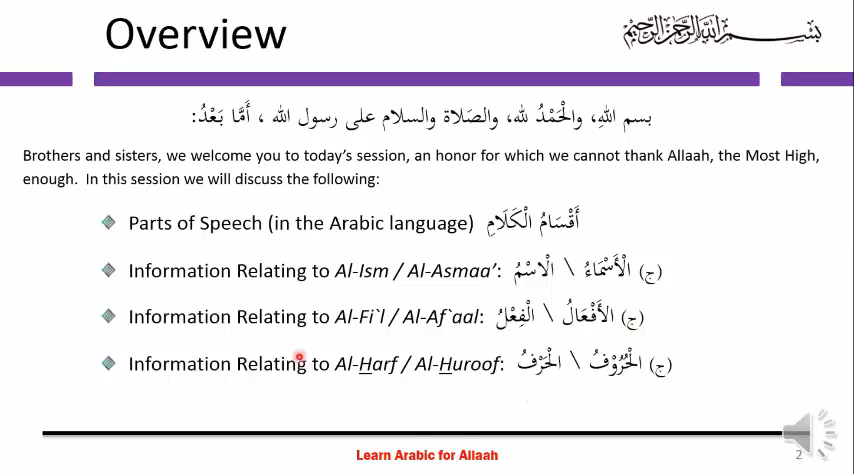 Overview
بسم الله الرحمن الرحيم
بسم اللهِ، والْحَمْدُ لله، والصَلاة والسلام على رسول الله ، أَمَّا بَعْدُ:
Brothers and sisters, we welcome you to today’s session, an honor for which we cannot thank Allaah, the Most High,
enough. In this session we will discuss the following:
Parts of Speech (in the Arabic language) أَقْسَامُ الْكَلَامِ
Information Relating to Al-Ism / Al-Asmaa’: الْاسْمُ \ الْأَسْمَاءُ (ج)
Information Relating to Al-Fi`l / Al-Af`aal: الْفِعْلُ \ الأَفْعَالُ (ج)
Information Relating to Al-Harf / Al-Huroof: الْحَرْفُ \ الْحُرُوْفُ (ج)
Learn Arabic for Allaah
2